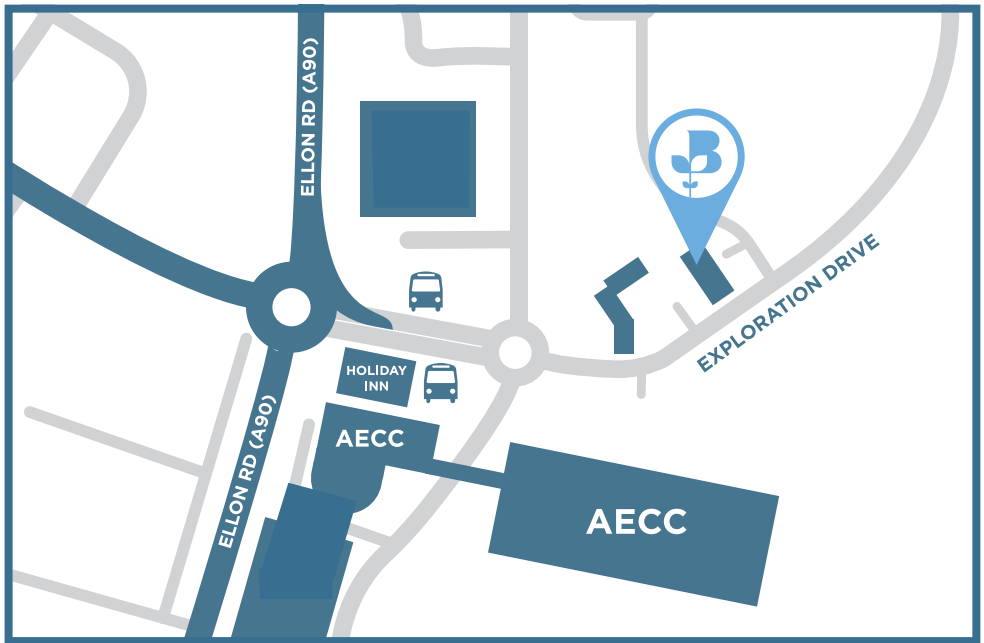 ELLON RD (A90)
B
EXPLORATION DRIVE
HOLIDAY
INN
AECC
ELLON RD (A90)
AECC